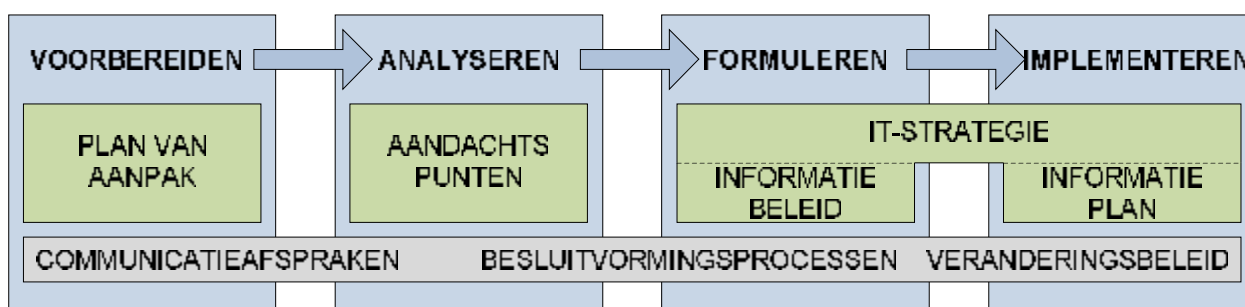 VOORBEREIDEN
ANALYSEREN
FORMULEREN
IMPLEMENTEREN
PLAN VAN
AANPAK
AANDACHTS
PUNTEN
IT-STRATEGIE
INFORMATIE
BELEID
INFORMATIE
PLAN
COMMUNICATIEAFSPRAKEN
BESLUITVORMINGSPROCESSEN
VERANDERINGSBELEID